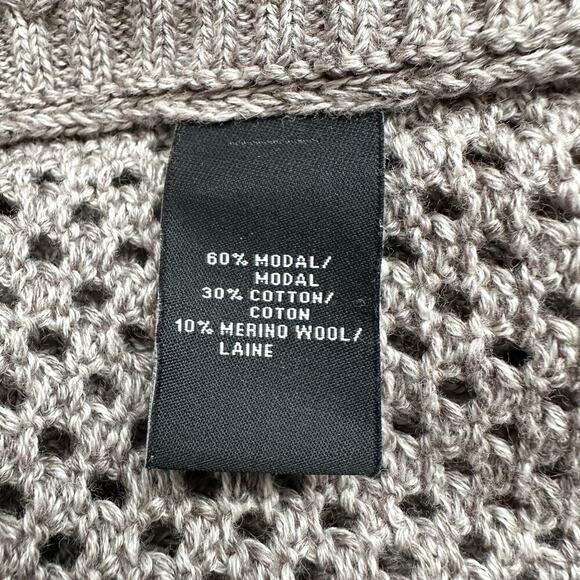 60% MODAL/
MODAL
30% COTTON/
COTON
10% MERINO WOOL/
LAINE